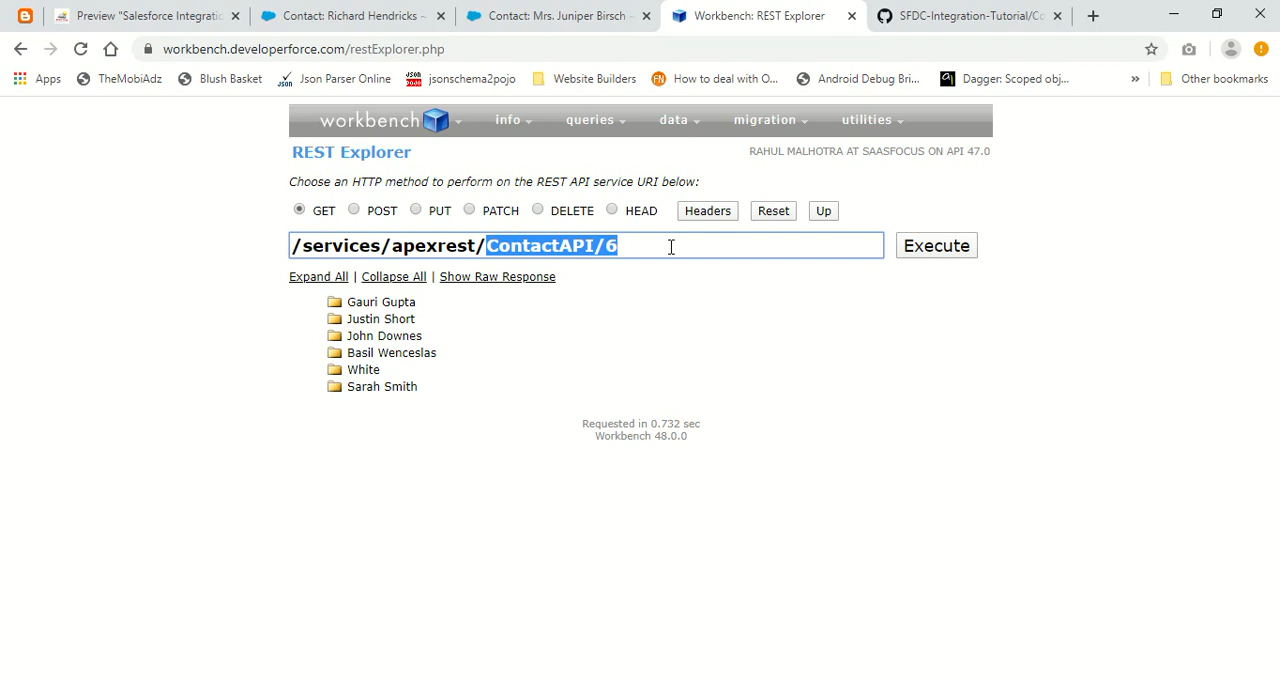 Preview "Salesforce Integratio
Contact: Richard Hendricks ~
Contact: Mrs. Juniper Birsch ~
Workbench: REST Explorer
SFDC-Integration-Tutorial/Co
workbench.developerforce.com/restExplorer.php
Apps
TheMobiAdz
Blush Basket
Json Parser Online
jsonschema2pojo
Website Builders
How to deal with O...
Android Debug Bri...
Dagger: Scoped obj...
»
Other bookmarks
workbench
info
queries
data
migration
utilities
REST Explorer
RAHUL MALHOTRA AT SAASFOCUS ON API 47.0
Choose an HTTP method to perform on the REST API service URI below:
GET POST PUT PATCH DELETE HEAD Headers Reset Up
/services/apexrest/ContactAPI/6
Execute
Expand All | Collapse All | Show Raw Response
Gauri Gupta
Justin Short
John Downes
Basil Wenceslas
White
Sarah Smith
Requested in 0.732 sec
Workbench 48.0.0